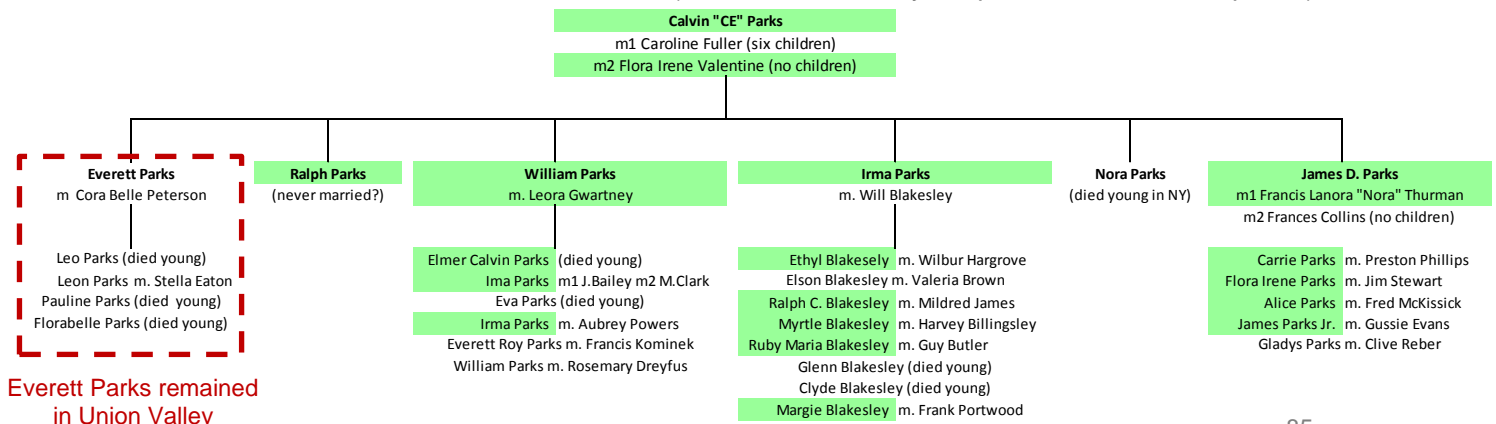 Calvin "CE" Parks
m1 Caroline Fuller (six children)
m2 Flora Irene Valentine (no children)
Everett Parks
m Cora Belle Peterson
Leo Parks (died young)
Leon Parks m. Stella Eaton
Pauline Parks (died young)
Florabelle Parks (died young)
Everett Parks remained
in Union Valley
Ralph Parks
(never married?)
William Parks
m. Leora Gwartney
Elmer Calvin Parks (died young)
Ima Parks m1 J.Bailey m2 M.Clark
Eva Parks (died young)
Irma Parks m. Aubrey Powers
Everett Roy Parks m. Francis Kominek
William Parks m. Rosemary Dreyfus
Irma Parks
m. Will Blakesley
Ethyl Blakesely m. Wilbur Hargrove
Elson Blakesley m. Valeria Brown
Ralph C. Blakesley m. Mildred James
Myrtle Blakesley m. Harvey Billingsley
Ruby Maria Blakesley m. Guy Butler
Glenn Blakesley (died young)
Clyde Blakesley (died young)
Margie Blakesley m. Frank Portwood
Nora Parks
(died young in NY)
James D. Parks
m1 Francis Lanora "Nora" Thurman
m2 Frances Collins (no children)
Carrie Parks m. Preston Phillips
Flora Irene Parks m. Jim Stewart
Alice Parks m. Fred McKissick
James Parks Jr. m. Gussie Evans
Gladys Parks m. Clive Reber